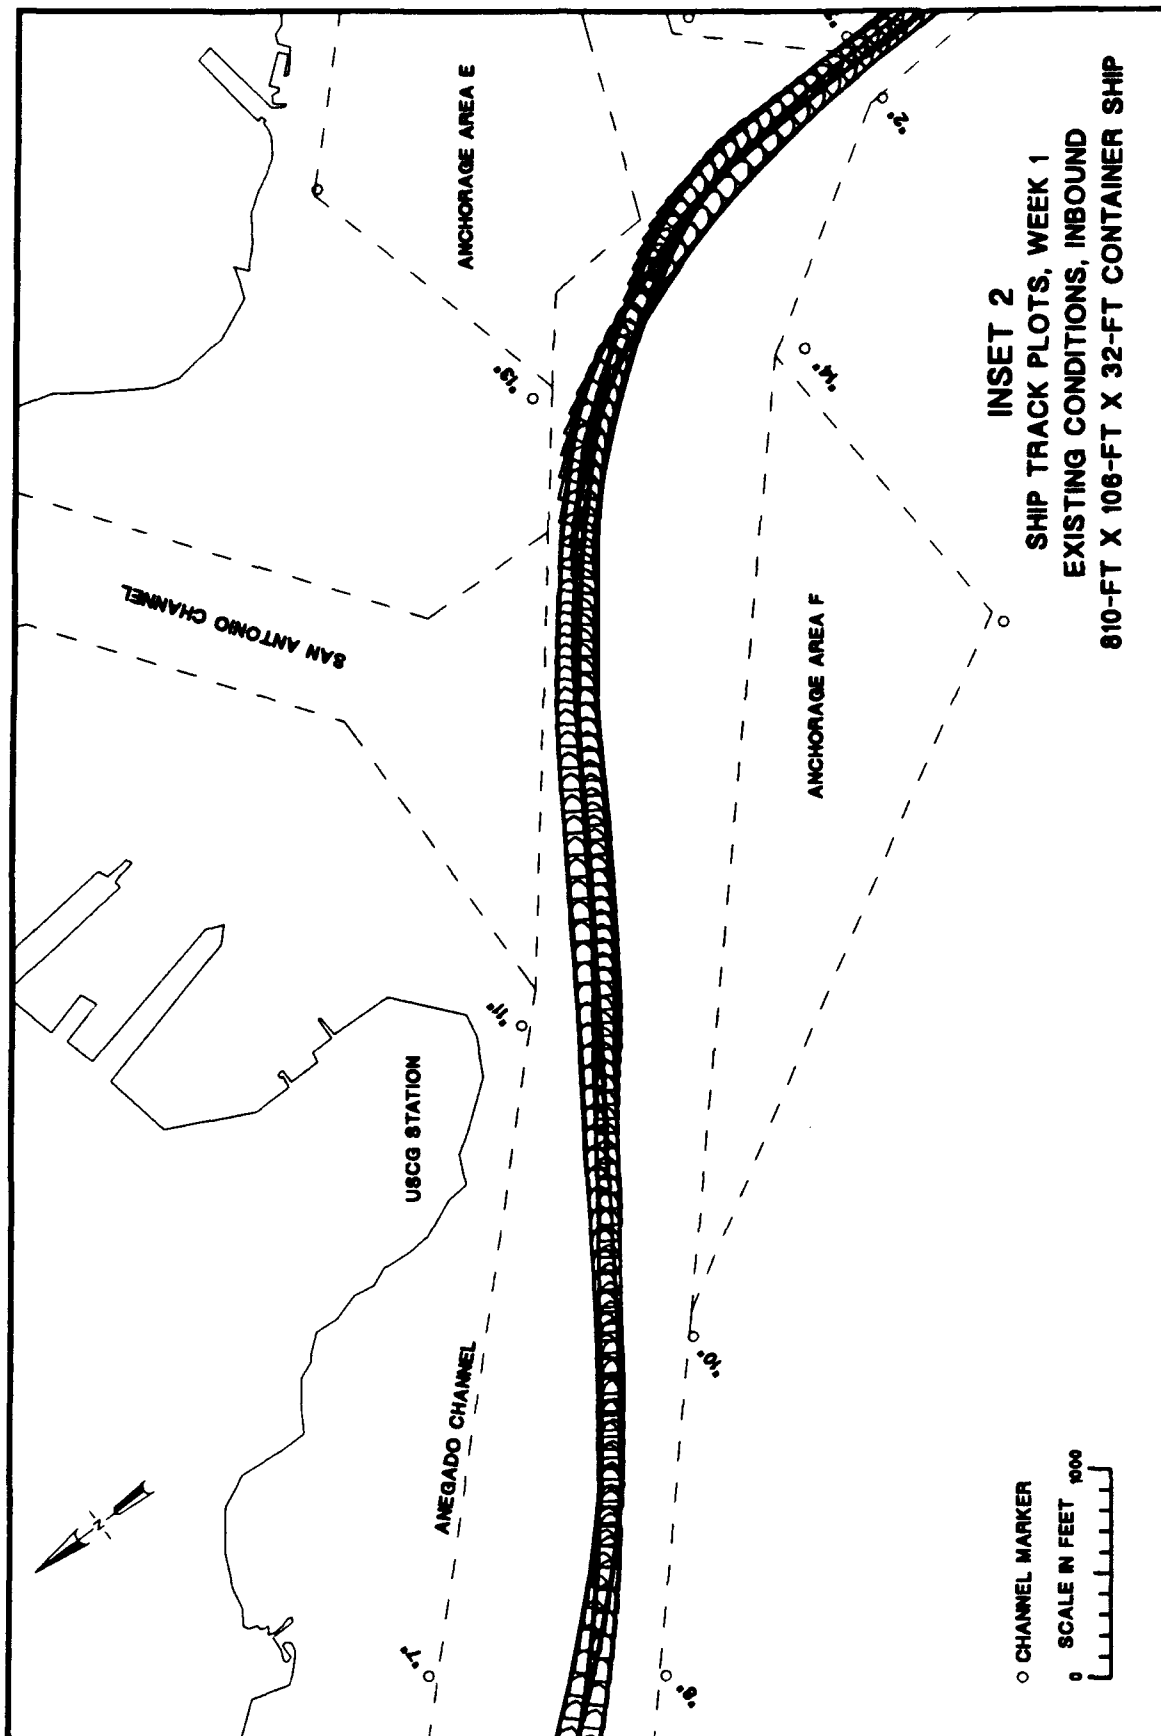 ANCHORAGE AREA E
"2"
"13"
"14"
SAN ANTONIO CHANNEL
ANCHORAGE AREA F
"11"
USCG STATION
"10"
ANEGADO CHANNEL
N
"7"
INSET 2
SHIP TRACK PLOTS, WEEK 1
EXISTING CONDITIONS, INBOUND
810-FT X 106-FT X 32-FT CONTAINER SHIP
CHANNEL MARKER
SCALE IN FEET
0 1000